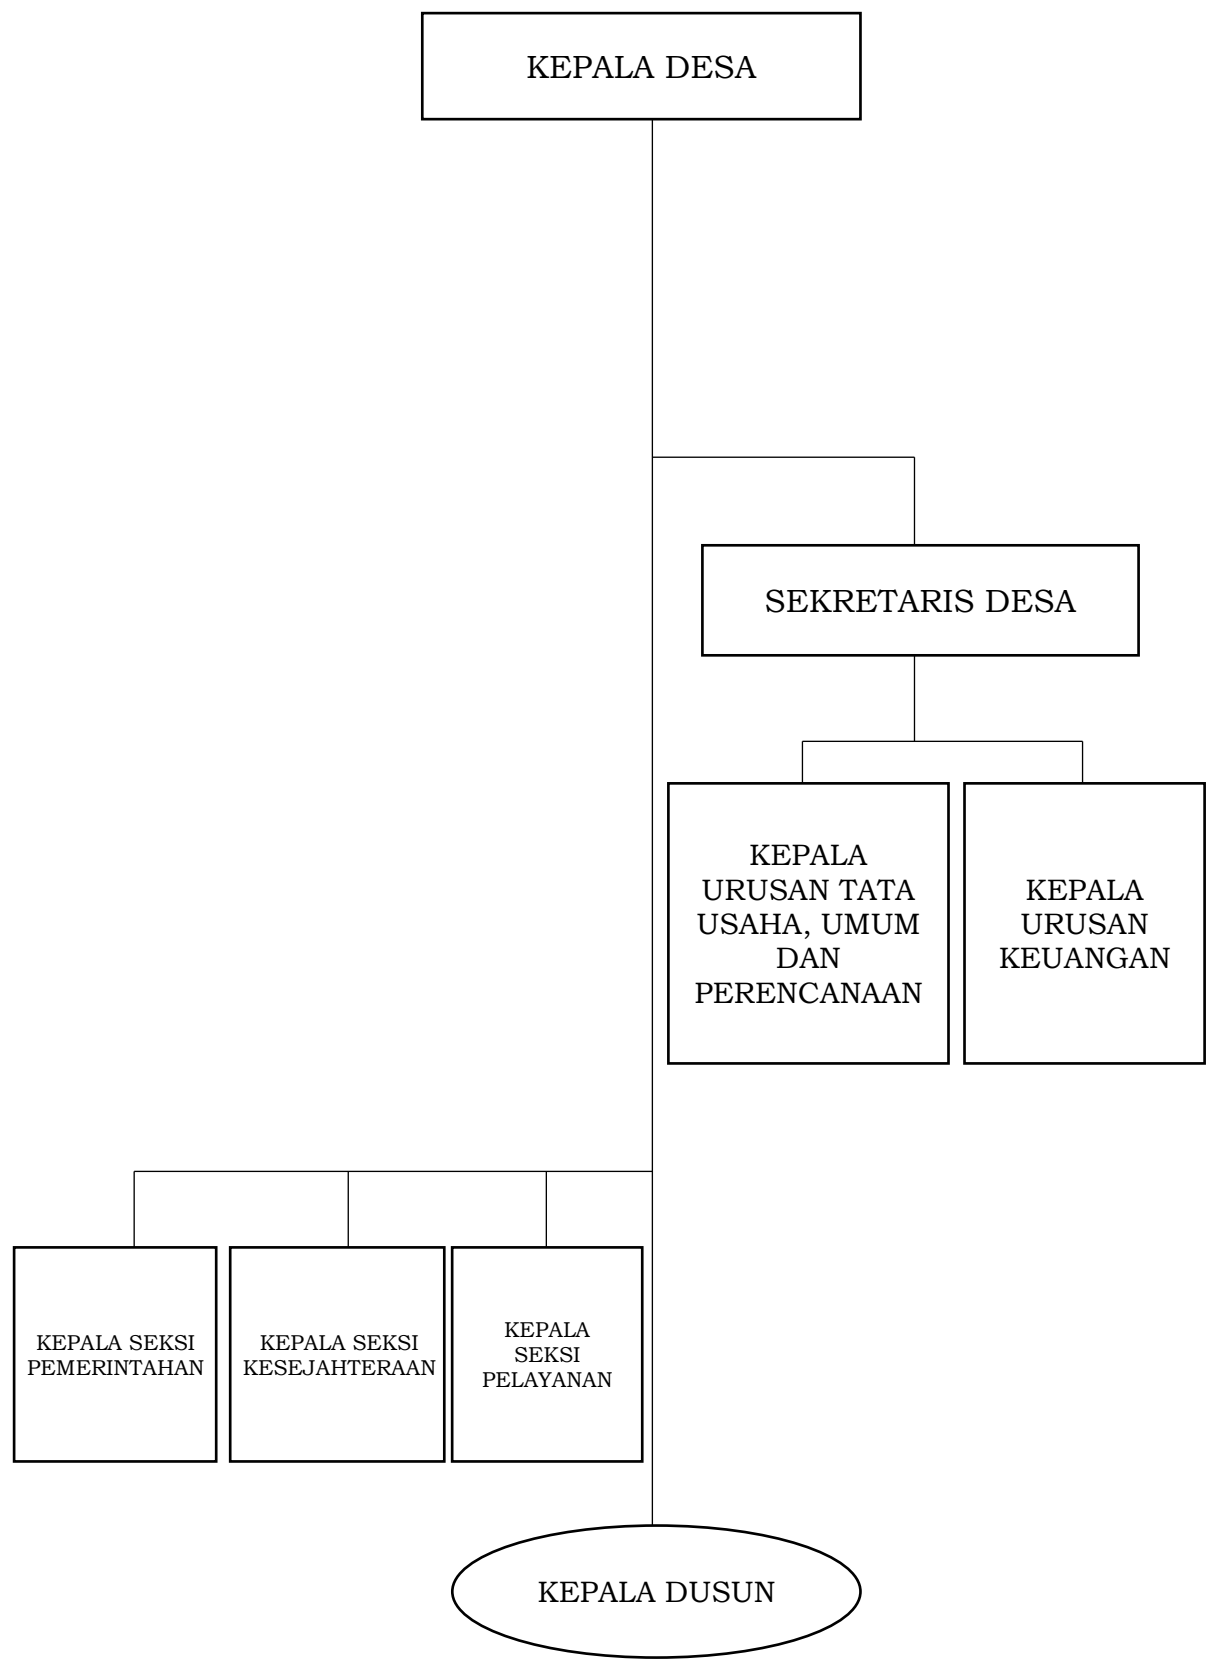 KEPALA DESA
SEKRETARIS DESA
KEPALA
URUSAN TATA
USAHA, UMUM
DAN
PERENCANAAN
KEPALA
URUSAN
KEUANGAN
KEPALA SEKSI
PEMERINTAHAN
KEPALA SEKSI
KESEJAHTERAAN
KEPALA
SEKSI
PELAYANAN
KEPALA DUSUN